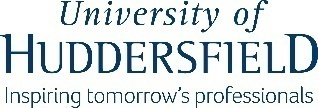 University of
HUDDERSFIELD
Inspiring tomorrow's professionals